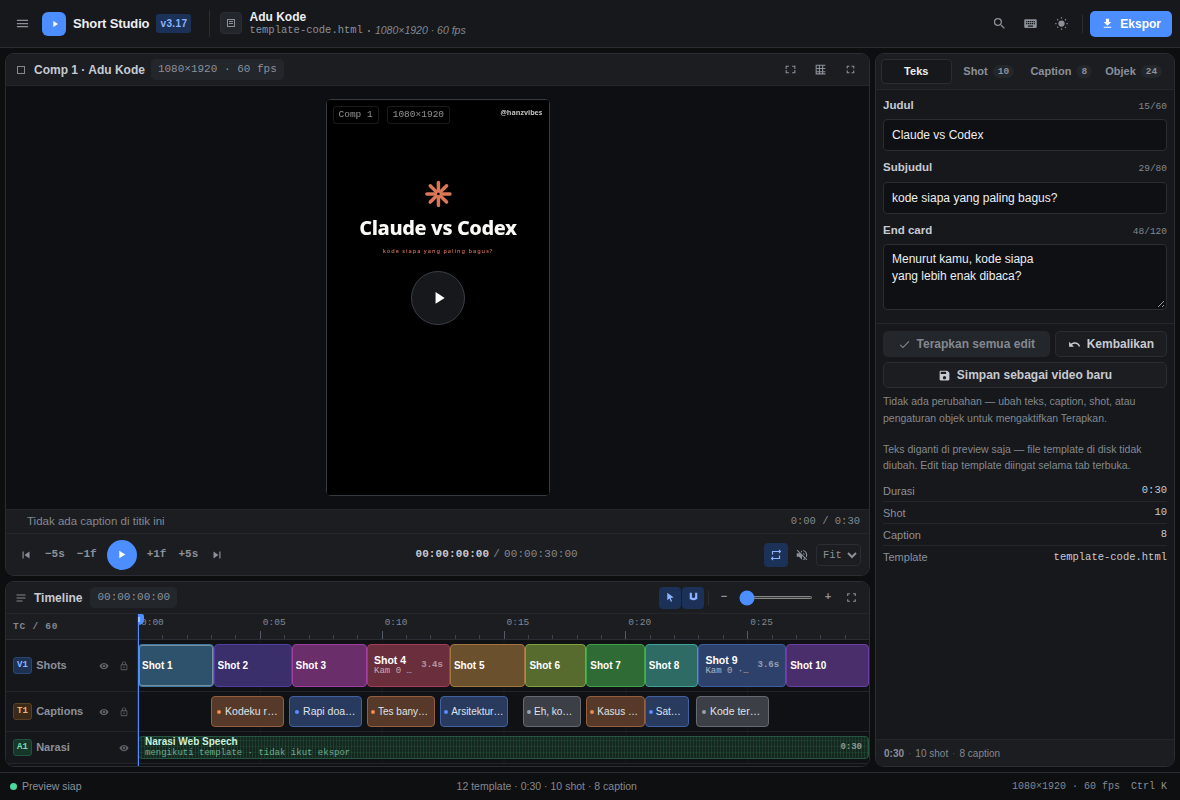 Short Studio v3.17
Adu Kode
template-code.html · 1080×1920 · 60 fps
Ekspor
Comp 1 · Adu Kode 1080×1920 · 60 fps
Comp 1 1080×1920 @hanzvibes
Claude vs Codex
kode siapa yang paling bagus?
Tidak ada caption di titik ini 0:00 / 0:30
−5s −1f +1f +5s 00:00:00:00 / 00:00:30:00 Fit
Teks Shot 10 Caption 8 Objek 24
Judul 15/60
Claude vs Codex
Subjudul 29/80
kode siapa yang paling bagus?
End card 48/120
Menurut kamu, kode siapa
yang lebih enak dibaca?
Terapkan semua edit Kembalikan
Simpan sebagai video baru
Tidak ada perubahan — ubah teks, caption, shot, atau
pengaturan objek untuk mengaktifkan Terapkan.
Teks diganti di preview saja — file template di disk tidak
diubah. Edit tiap template diingat selama tab terbuka.
Durasi 0:30
Shot 10
Caption 8
Template template-code.html
0:30 · 10 shot · 8 caption
Timeline 00:00:00:00 − +
TC / 60 0:00 0:05 0:10 0:15 0:20 0:25
V1 Shots Shot 1 Shot 2 Shot 3 Shot 4 3.4s Shot 5 Shot 6 Shot 7 Shot 8 Shot 9 3.6s Shot 10
Kam 0 … Kam 0 ·…
T1 Captions Kodeku r… Rapi doa… Tes bany… Arsitektur… Eh, ko… Kasus … Sat… Kode ter…
A1 Narasi Narasi Web Speech 0:30
mengikuti template · tidak ikut ekspor
Preview siap 12 template · 0:30 · 10 shot · 8 caption 1080×1920 · 60 fps Ctrl K